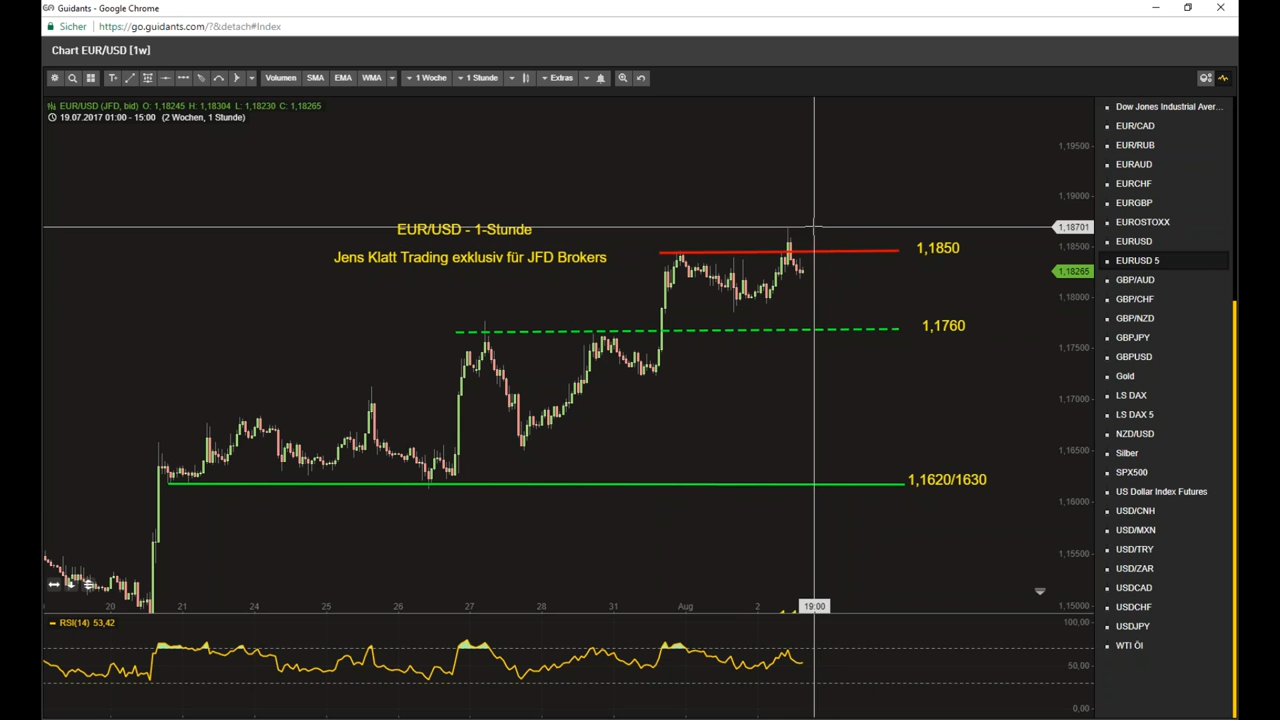 Guidants - Google Chrome
Sicher https://go.guidants.com/?&detach#Index
Chart EUR/USD [1w]
T+ Volumen SMA EMA WMA 1 Woche 1 Stunde Extras
EUR/USD (JFD, bid) O: 1,18245 H: 1,18304 L: 1,18230 C: 1,18265
19.07.2017 01:00 - 15:00 (2 Wochen, 1 Stunde)
EUR/USD - 1-Stunde
Jens Klatt Trading exklusiv für JFD Brokers
1,1850
1,1760
1,1620/1630
1,19500
1,19000
1,18701
1,18500
1,18265
1,18000
1,17500
1,17000
1,16500
1,16000
1,15500
1,15000
20 21 24 25 26 27 28 31 Aug 2 19:00
RSI(14) 53,42
100,00
50,00
0,00
Dow Jones Industrial Aver...
EUR/CAD
EUR/RUB
EURAUD
EURCHF
EURGBP
EUROSTOXX
EURUSD
EURUSD 5
GBP/AUD
GBP/CHF
GBP/NZD
GBPJPY
GBPUSD
Gold
LS DAX
LS DAX 5
NZD/USD
Silber
SPX500
US Dollar Index Futures
USD/CNH
USD/MXN
USD/TRY
USD/ZAR
USDCAD
USDCHF
USDJPY
WTI Öl